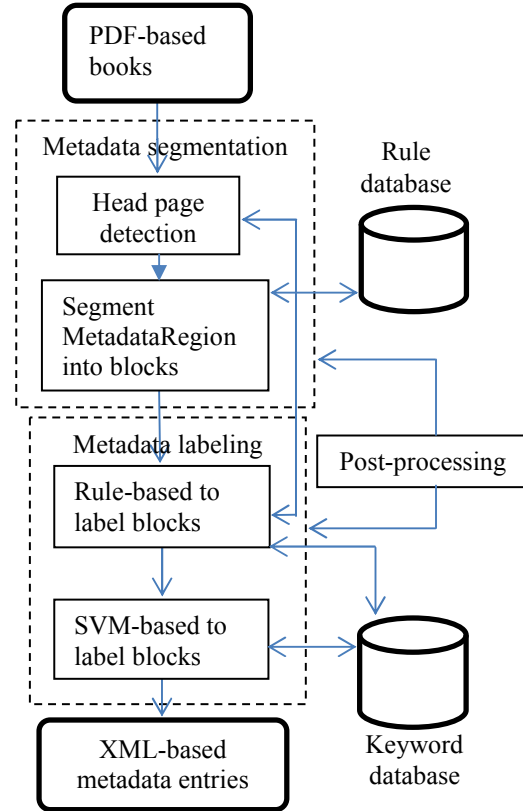 PDF-based
books
Metadata segmentation
Rule
database
Head page
detection
Segment
MetadataRegion
into blocks
Metadata labeling
Post-processing
Rule-based to
label blocks
SVM-based to
label blocks
Keyword
database
XML-based
metadata entries